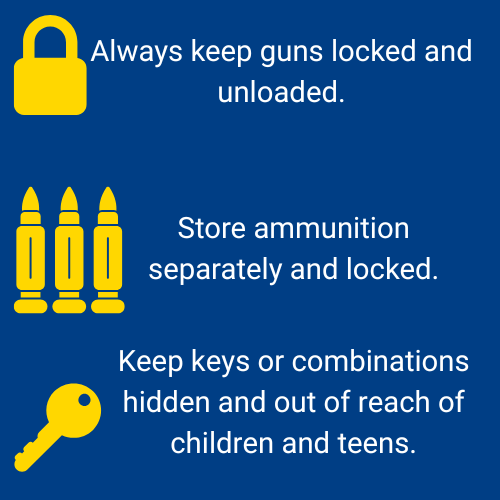 Always keep guns locked and
unloaded.
Store ammunition
separately and locked.
Keep keys or combinations
hidden and out of reach of
children and teens.